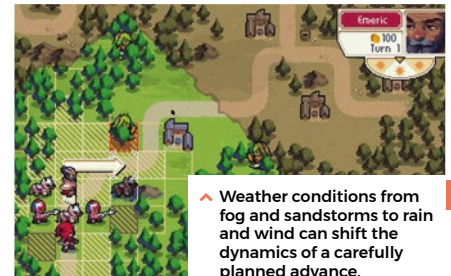 Emeric
100
Turn 1
Weather conditions from
fog and sandstorms to rain
and wind can shift the
dynamics of a carefully
planned advance.